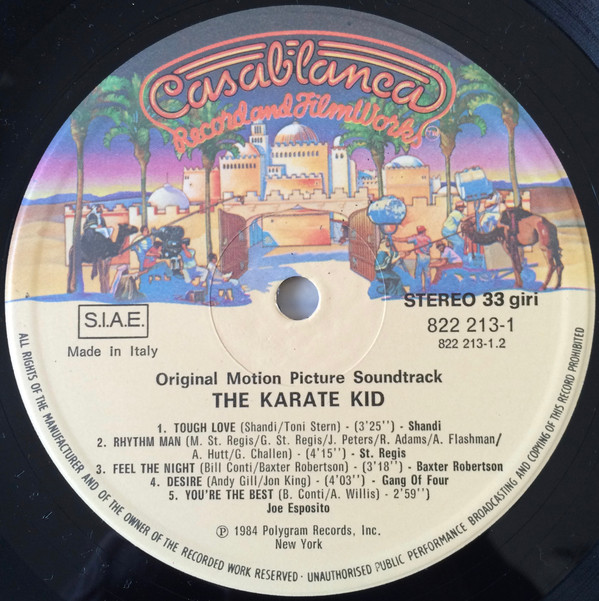 Casablanca
Record and FilmWorks
TM
STEREO 33 giri
S.I.A.E.
822 213-1
Made in Italy
822 213-1.2
Original Motion Picture Soundtrack
THE KARATE KID
1. TOUGH LOVE (Shandi/Toni Stern) - (3'25'') - Shandi
2. RHYTHM MAN (M. St. Regis/G. St. Regis/J. Peters/R. Adams/A. Flashman/
A. Hutt/G. Challen) - (4'15'') - St. Regis
3. FEEL THE NIGHT (Bill Conti/Baxter Robertson) - (3'18'') - Baxter Robertson
4. DESIRE (Andy Gill/Jon King) - (4'03'') - Gang Of Four
5. YOU'RE THE BEST (B. Conti/A. Willis) - 2'59'')
Joe Esposito
℗ 1984 Polygram Records, Inc.
New York
ALL RIGHTS OF THE MANUFACTURER AND OF THE OWNER OF THE RECORDED WORK RESERVED · UNAUTHORISED PUBLIC PERFORMANCE BROADCASTING AND COPYING OF THIS RECORD PROHIBITED